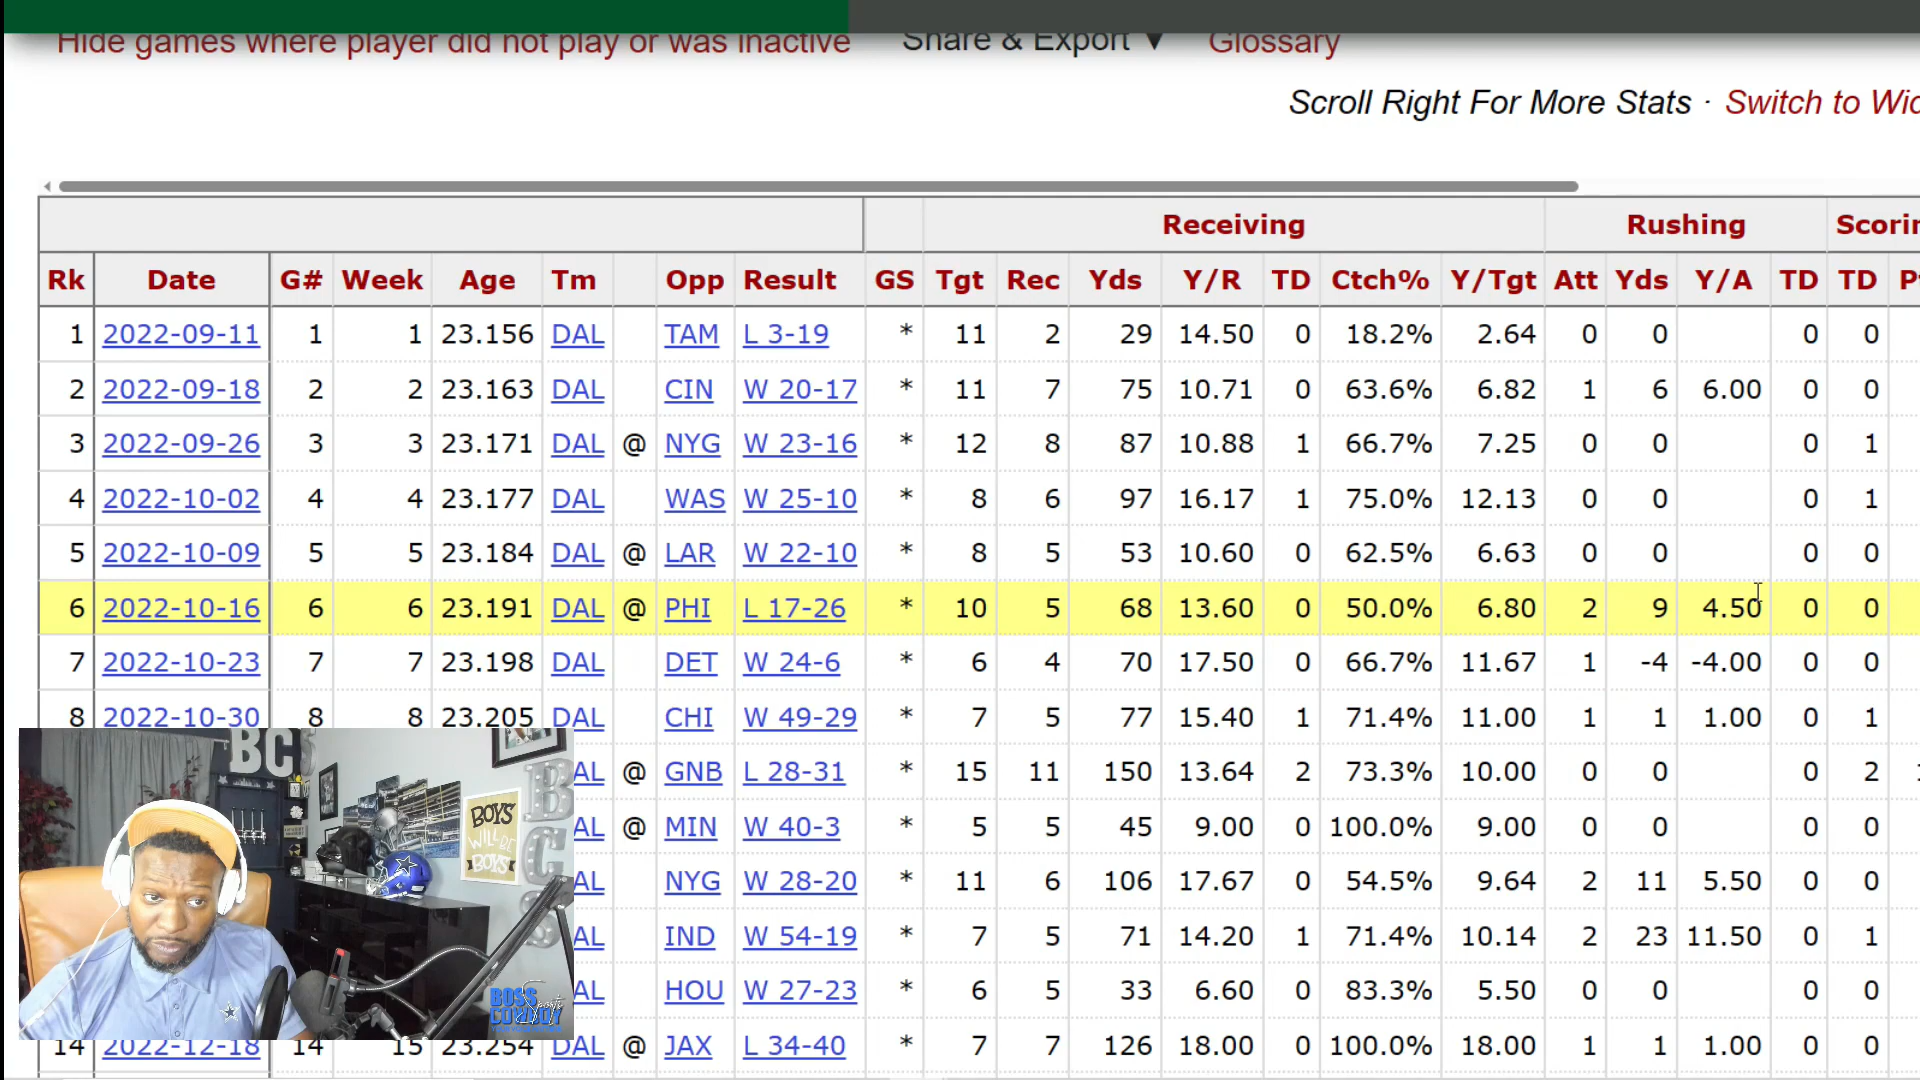 Hide games where player did not play or was inactive Share & Export ▼ Glossary
Scroll Right For More Stats · Switch to
Receiving Rushing
Rk Date G# Week Age Tm Opp Result GS Tgt Rec Yds Y/R TD Ctch% Y/Tgt Att Yds Y/A TD TD
1 2022-09-11 1 1 23.156 DAL TAM L 3-19 * 11 2 29 14.50 0 18.2% 2.64 0 0 0 0
2 2022-09-18 2 2 23.163 DAL CIN W 20-17 * 11 7 75 10.71 0 63.6% 6.82 1 6 6.00 0 0
3 2022-09-26 3 3 23.171 DAL @ NYG W 23-16 * 12 8 87 10.88 1 66.7% 7.25 0 0 0 1
4 2022-10-02 4 4 23.177 DAL WAS W 25-10 * 8 6 97 16.17 1 75.0% 12.13 0 0 0 1
5 2022-10-09 5 5 23.184 DAL @ LAR W 22-10 * 8 5 53 10.60 0 62.5% 6.63 0 0 0 0
6 2022-10-16 6 6 23.191 DAL @ PHI L 17-26 * 10 5 68 13.60 0 50.0% 6.80 2 9 4.50 0 0
7 2022-10-23 7 7 23.198 DAL DET W 24-6 * 6 4 70 17.50 0 66.7% 11.67 1 -4 -4.00 0 0
8 2022-10-30 8 8 23.205 DAL CHI W 49-29 * 7 5 77 15.40 1 71.4% 11.00 1 1 1.00 0 1
AL @ GNB L 28-31 * 15 11 150 13.64 2 73.3% 10.00 0 0 0 2
AL @ MIN W 40-3 * 5 5 45 9.00 0 100.0% 9.00 0 0 0 0
AL NYG W 28-20 * 11 6 106 17.67 0 54.5% 9.64 2 11 5.50 0 0
AL IND W 54-19 * 7 5 71 14.20 1 71.4% 10.14 2 23 11.50 0 1
AL HOU W 27-23 * 6 5 33 6.60 0 83.3% 5.50 0 0 0 0
14 2022-12-18 14 15 23.254 DAL @ JAX L 34-40 * 7 7 126 18.00 0 100.0% 18.00 1 1 1.00 0 0
BCS
BOYS
WILL BE
BOYS
B
C
BOSS
Sports
COWBOY